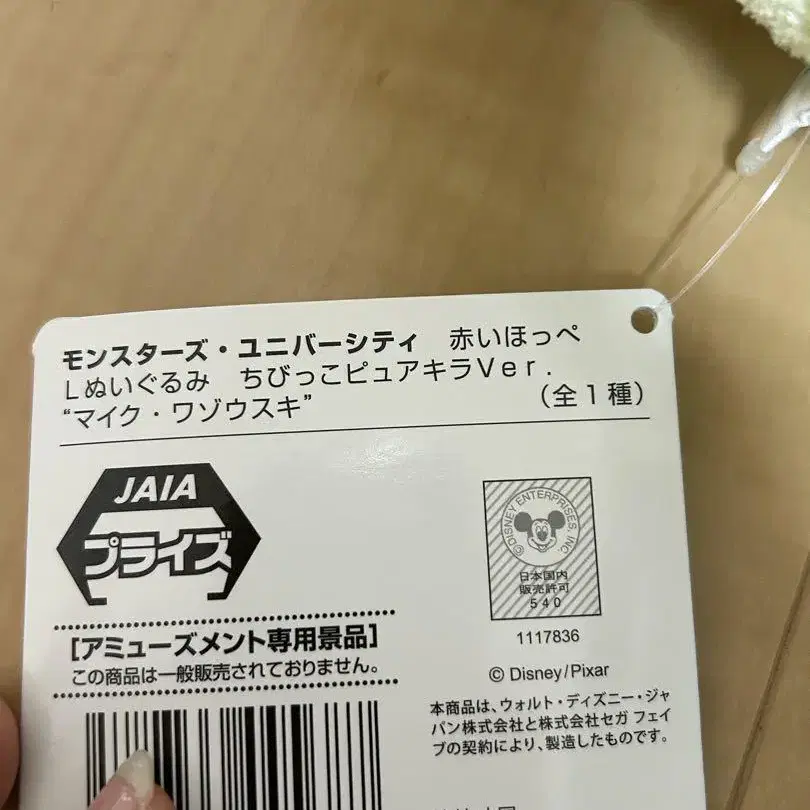 モンスターズ・ユニバーシティ　赤いほっぺ
Lぬいぐるみ　ちびっこピュアキラVer.
“マイク・ワゾウスキ”　（全１種）
JAIA
プライズ
[アミューズメント専用景品]
この商品は一般販売されておりません。
©DISNEY ENTERPRISES, INC.
日本国内
販売許可
540
1117836
© Disney/Pixar
本商品は、ウォルト・ディズニー・ジャ
パン株式会社と株式会社セガ フェイ
ブの契約により、製造したものです。